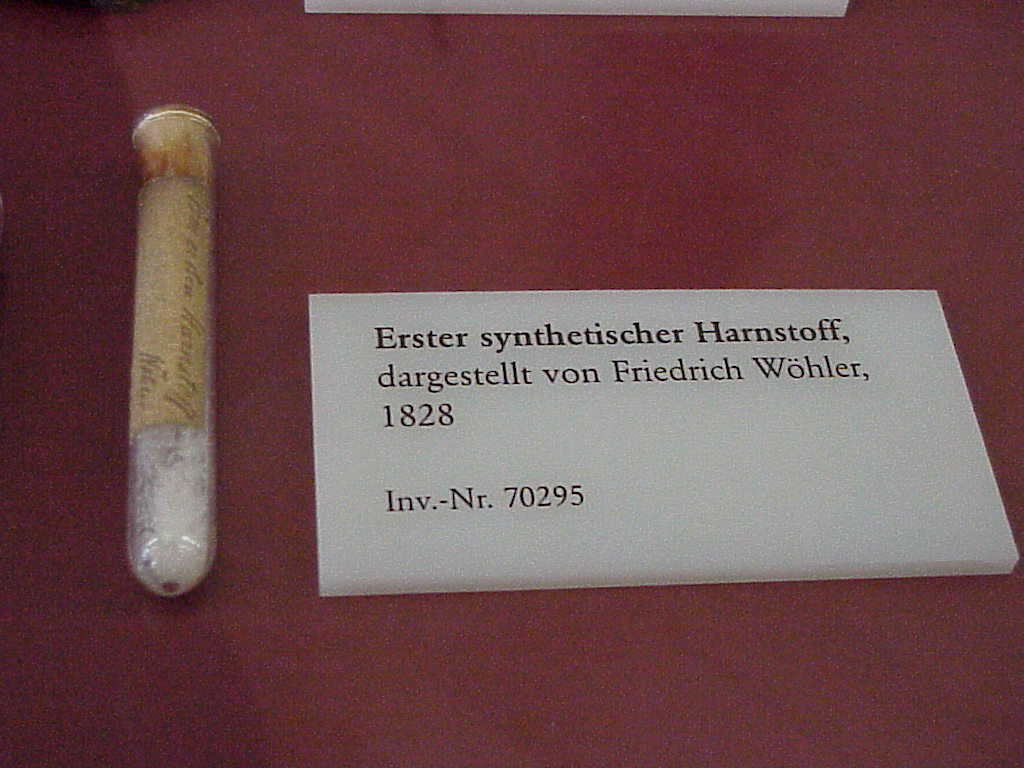 Erster synthetischer Harnstoff,
dargestellt von Friedrich Wöhler,
1828
Inv.-Nr. 70295